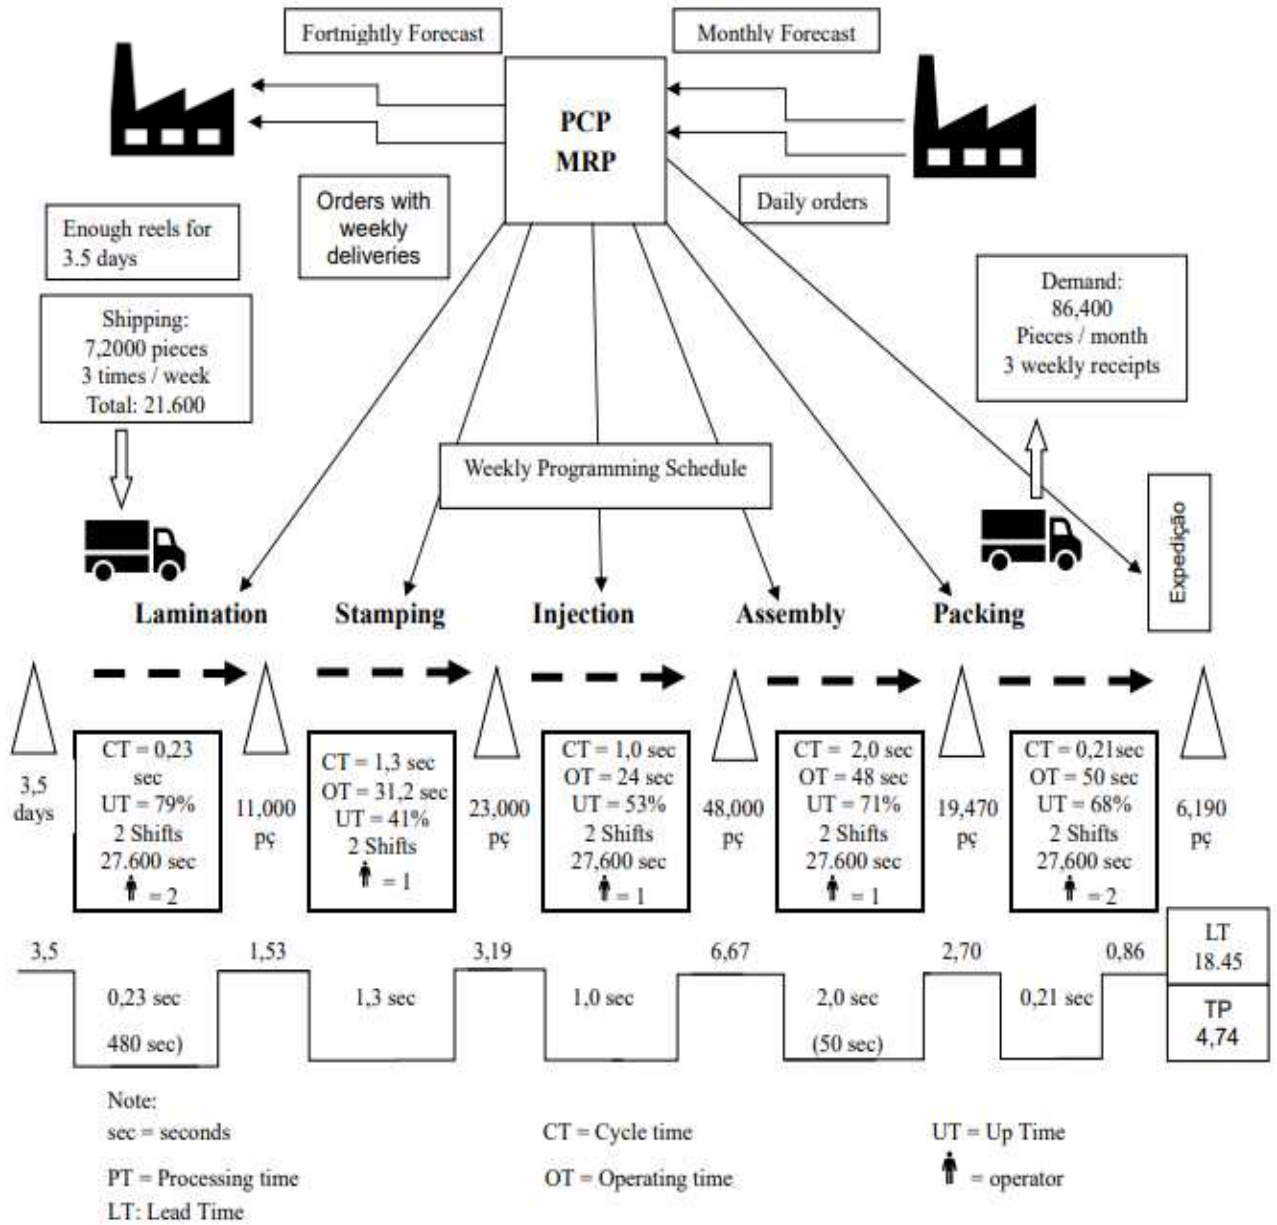 Fortnightly Forecast
Monthly Forecast
PCP
MRP
Orders with
weekly
deliveries
Daily orders
Enough reels for
3.5 days
Shipping:
7,2000 pieces
3 times / week
Total: 21.600
Demand:
86,400
Pieces / month
3 weekly receipts
Weekly Programming Schedule
Expedição
Lamination
Stamping
Injection
Assembly
Packing
3,5
days
CT = 0,23
sec
UT = 79%
2 Shifts
27.600 sec
= 2
11,000
pç
CT = 1,3 sec
OT = 31,2 sec
UT = 41%
2 Shifts
= 1
23,000
pç
CT = 1,0 sec
OT = 24 sec
UT = 53%
2 Shifts
27,600 sec
= 1
48,000
pç
CT = 2,0 sec
OT = 48 sec
UT = 71%
2 Shifts
27.600 sec
= 1
19,470
pç
CT = 0,21sec
OT = 50 sec
UT = 68%
2 Shifts
27,600 sec
= 2
6,190
pç
3,5
1,53
3,19
6,67
2,70
0,86
LT
18.45
0,23 sec
480 sec)
1,3 sec
1,0 sec
2,0 sec
(50 sec)
0,21 sec
TP
4,74
Note:
sec = seconds
CT = Cycle time
UT = Up Time
PT = Processing time
OT = Operating time
= operator
LT: Lead Time